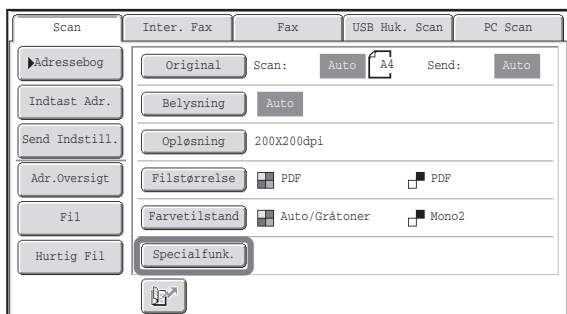 Scan Inter. Fax Fax USB Huk. Scan PC Scan
Adressebog Original Scan: Auto A4 Send: Auto
Indtast Adr. Belysning Auto
Send Indstill. Opløsning 200X200dpi
Adr.Oversigt Filstørrelse PDF PDF
Fil Farvetilstand Auto/Gråtoner Mono2
Hurtig Fil Specialfunk.